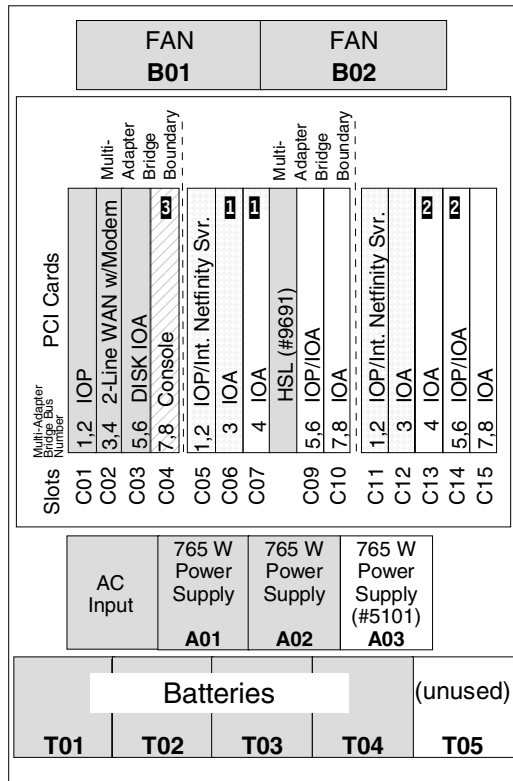 FAN
B01
FAN
B02
Multi-
Adapter
Bridge
Boundary
Multi-
Adapter
Bridge
Boundary
PCI Cards
Multi-Adapter
Bridge Bus
Number
Slots
1,2 IOP
C01
3,4 2-Line WAN w/Modem
C02
5,6 DISK IOA
C03
7,8 Console 3
C04
1,2 IOP/Int. Netfinity Svr.
C05
3 IOA 1
C06
4 IOA 1
C07
HSL (#9691)
5,6 IOP/IOA
C09
7,8 IOA
C10
1,2 IOP/Int. Netfinity Svr.
C11
3 IOA
C12
4 IOA 2
C13
5,6 IOP/IOA 2
C14
7,8 IOA
C15
AC
Input
765 W
Power
Supply
A01
765 W
Power
Supply
A02
765 W
Power
Supply
(#5101)
A03
Batteries
(unused)
T01 T02 T03 T04 T05